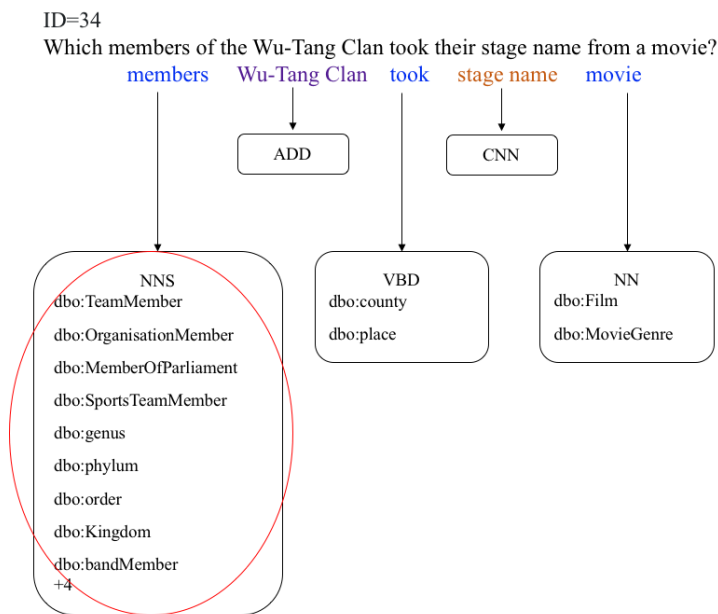 ID=34
Which members of the Wu-Tang Clan took their stage name from a movie?
members Wu-Tang Clan took stage name movie
ADD
CNN
NNS
dbo:TeamMember
dbo:OrganisationMember
dbo:MemberOfParliament
dbo:SportsTeamMember
dbo:genus
dbo:phylum
dbo:order
dbo:Kingdom
dbo:bandMember
+4
VBD
dbo:county
dbo:place
NN
dbo:Film
dbo:MovieGenre